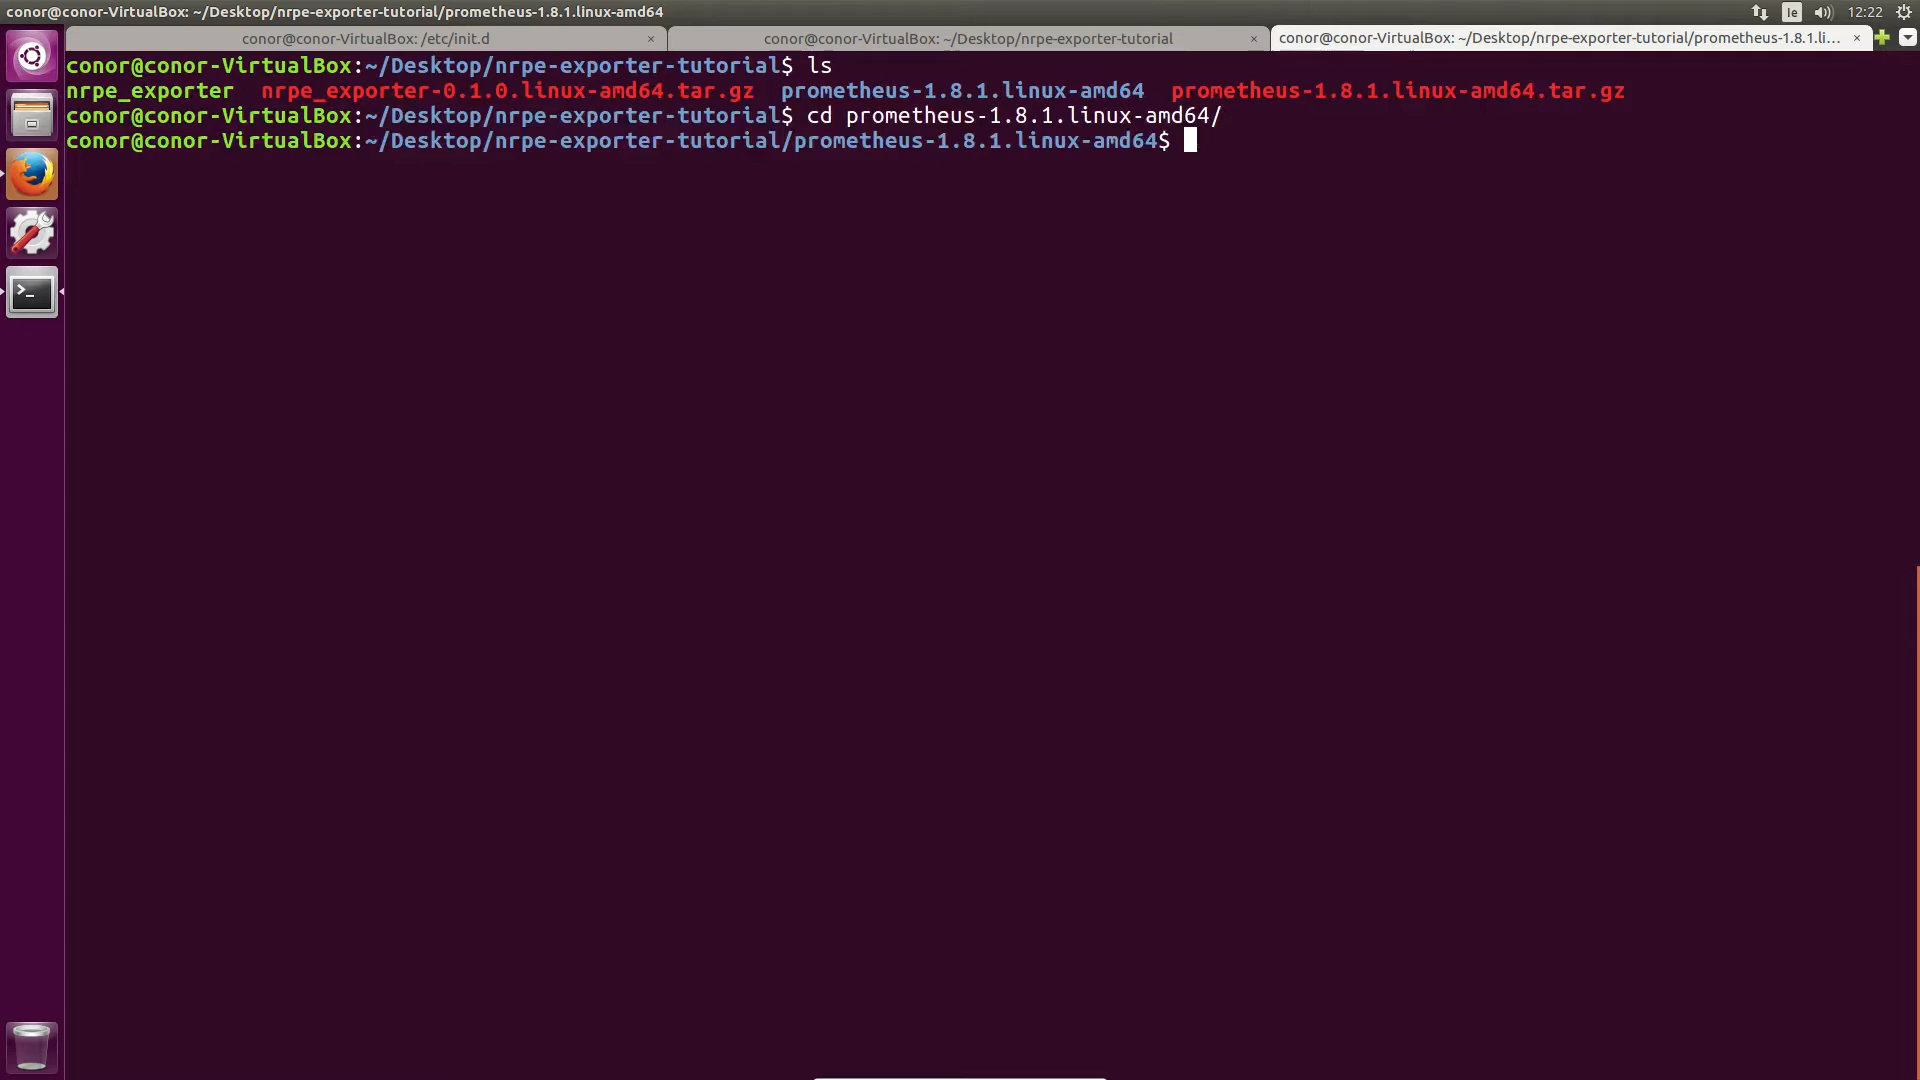 conor@conor-VirtualBox: ~/Desktop/nrpe-exporter-tutorial/prometheus-1.8.1.linux-amd64
Ie
12:22
conor@conor-VirtualBox: /etc/init.d
conor@conor-VirtualBox: ~/Desktop/nrpe-exporter-tutorial
conor@conor-VirtualBox: ~/Desktop/nrpe-exporter-tutorial/prometheus-1.8.1.li...
conor@conor-VirtualBox:~/Desktop/nrpe-exporter-tutorial$ ls
nrpe_exporter nrpe_exporter-0.1.0.linux-amd64.tar.gz prometheus-1.8.1.linux-amd64 prometheus-1.8.1.linux-amd64.tar.gz
conor@conor-VirtualBox:~/Desktop/nrpe-exporter-tutorial$ cd prometheus-1.8.1.linux-amd64/
conor@conor-VirtualBox:~/Desktop/nrpe-exporter-tutorial/prometheus-1.8.1.linux-amd64$